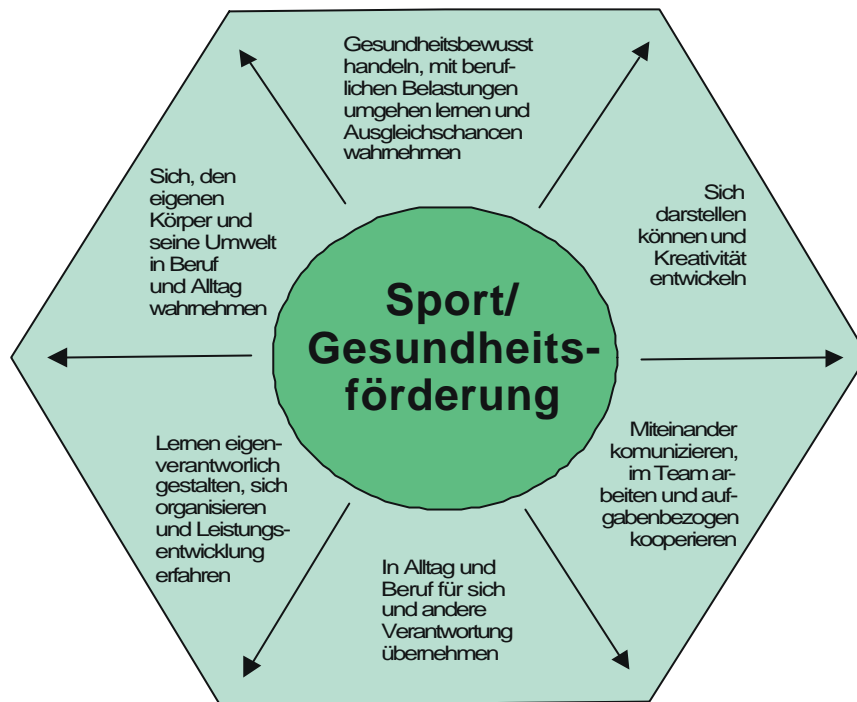 Gesundheitsbewusst
handeln, mit beruf-
lichen Belastungen
umgehen lernen und
Ausgleichschancen
wahrnehmen
Sich, den
eigenen
Körper und
seine Umwelt
in Beruf
und Alltag
wahrnehmen
Sich
darstellen
können und
Kreativität
entwickeln
Sport/
Gesundheits-
förderung
Lernen eigen-
verantworlich
gestalten, sich
organisieren
und Leistungs-
entwicklung
erfahren
Miteinander
komunizieren,
im Team ar-
beiten und auf-
gabenbezogen
kooperieren
In Alltag und
Beruf für sich
und andere
Verantwortung
übernehmen